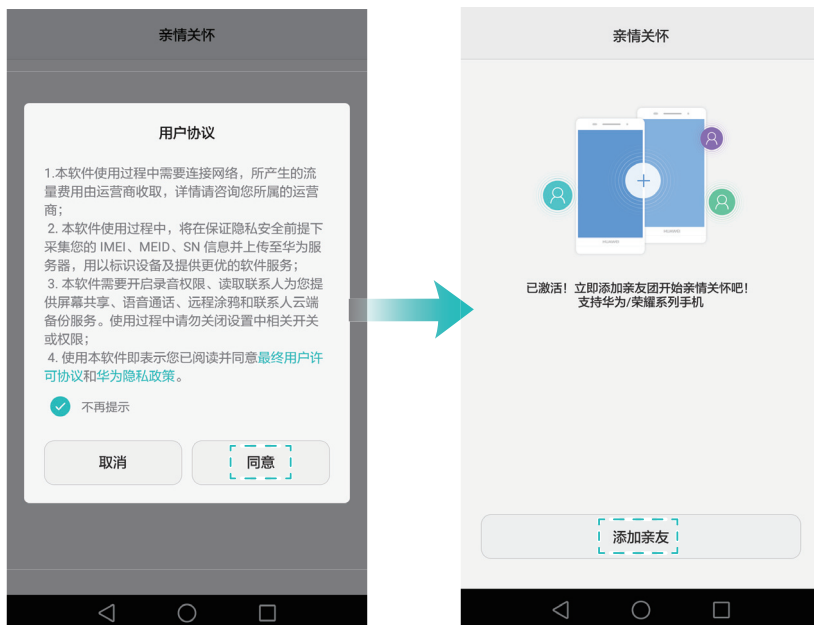 亲情关怀
用户协议
1.本软件使用过程中需要连接网络，所产生的流
量费用由运营商收取，详情请咨询您所属的运营
商；
2. 本软件使用过程中，将在保证隐私安全前提下
采集您的 IMEI、MEID、SN 信息并上传至华为服
务器，用以标识设备及提供更优的软件服务；
3. 本软件需要开启录音权限、读取联系人为您提
供屏幕共享、语音通话、远程涂鸦和联系人云端
备份服务。使用过程中请勿关闭设置中相关开关
或权限；
4. 使用本软件即表示您已阅读并同意最终用户许
可协议和华为隐私政策。
不再提示
取消
同意
亲情关怀
HUAWEI
HUAWEI
已激活！立即添加亲友团开始亲情关怀吧！
支持华为/荣耀系列手机
添加亲友